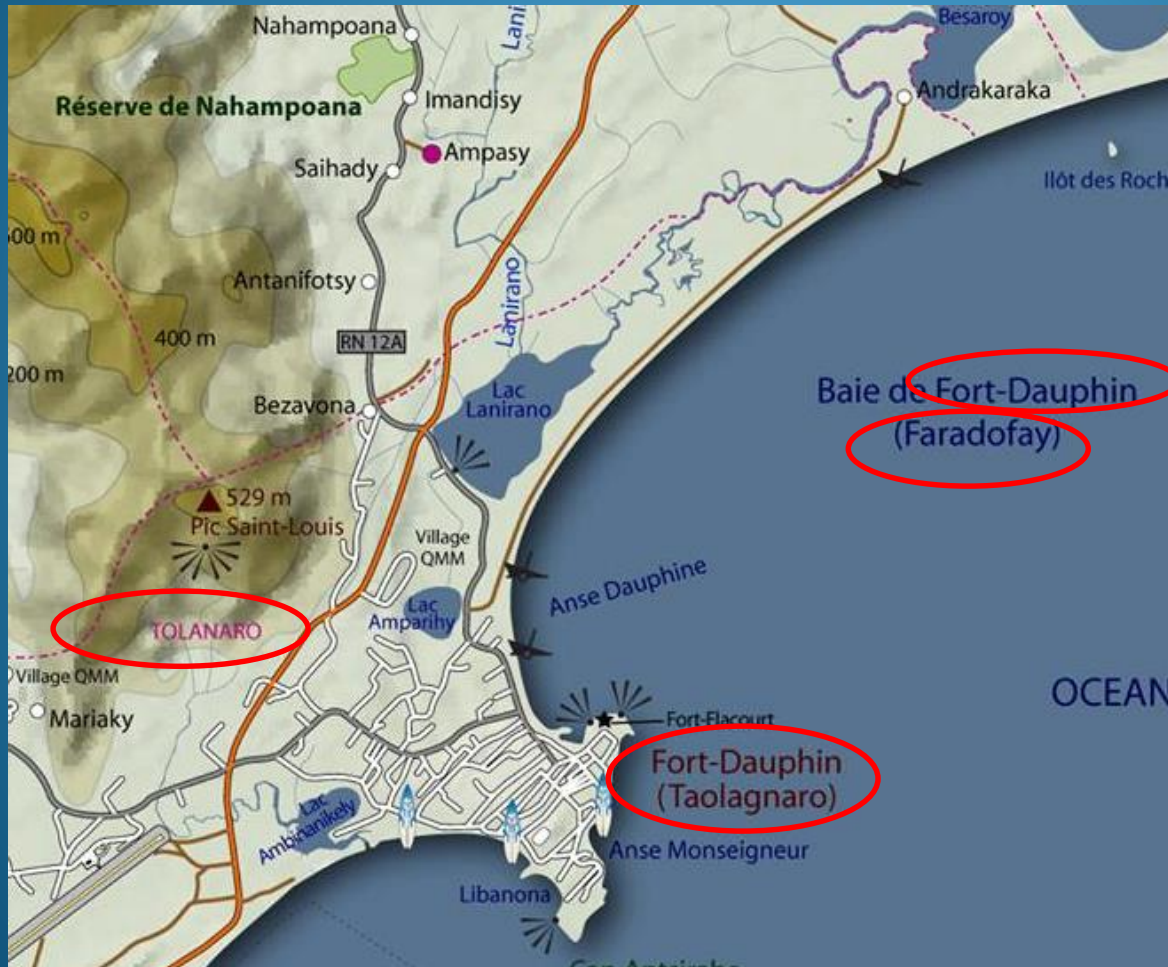 Besaroy
Nahampoana
Réserve de Nahampoana
Imandisy
Andrakaraka
Ampasy
Saihady
Ilôt des Roch
Antanifotsy
Lanirano
400 m
RN 12A
200 m
Lac
Lanirano
Baie de Fort-Dauphin
(Faradofay)
Bezavona
529 m
Pic Saint-Louis
Village
QMM
Anse Dauphine
Lac
Amparihy
TOLANARO
Village QMM
Mariaky
OCEAN
Fort-Flacourt
Fort-Dauphin
(Taolagnaro)
Lac
Ambinanikely
Anse Monseigneur
Libanona